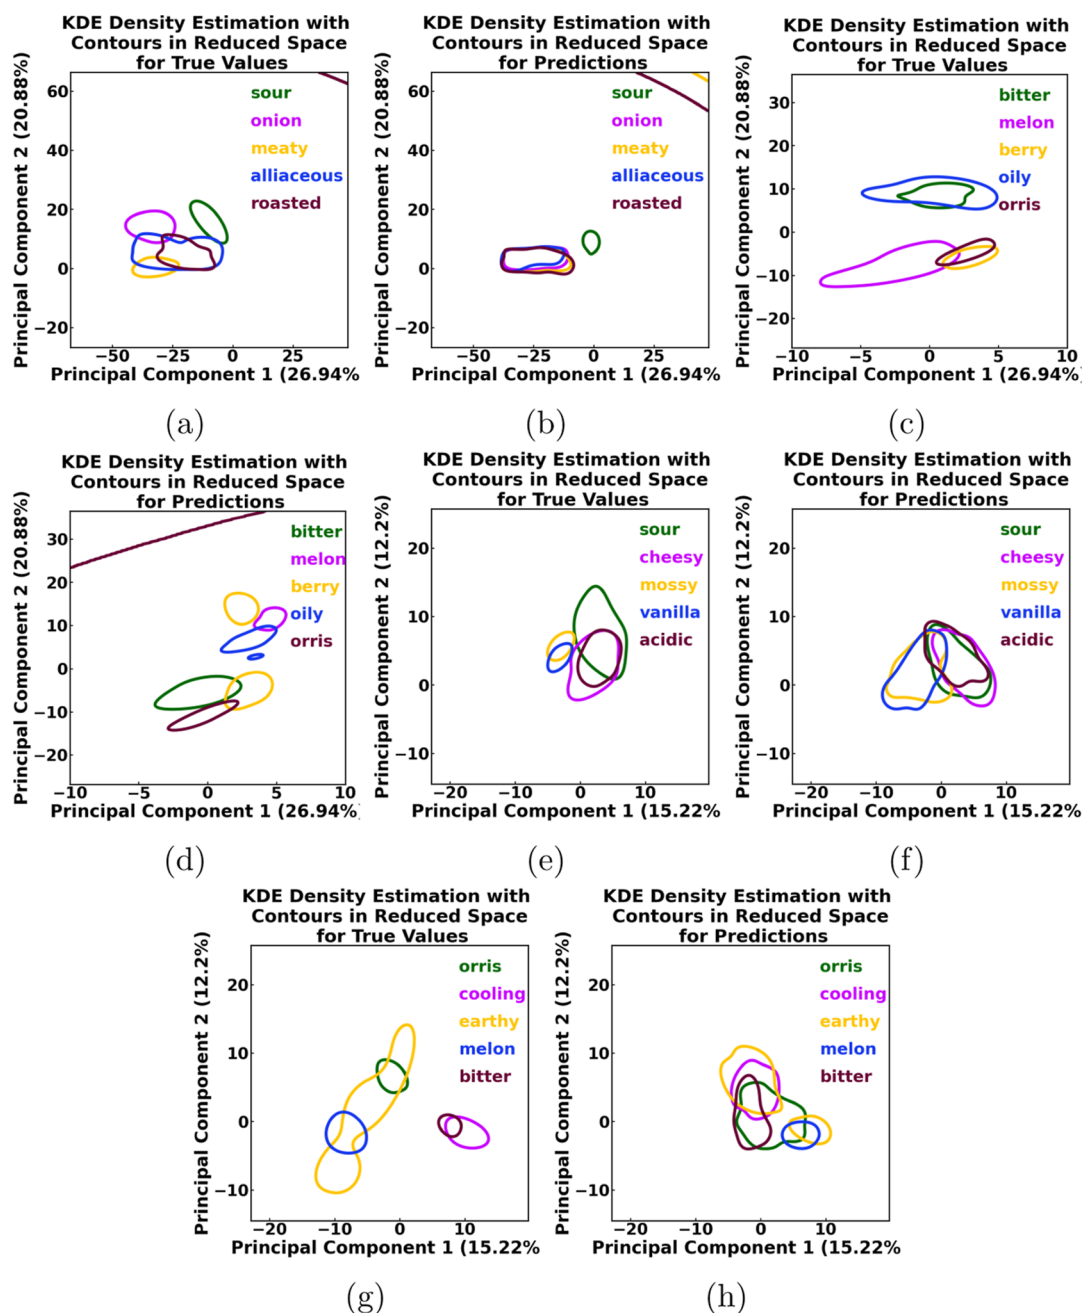 KDE Density Estimation with
Contours in Reduced Space
for True Values
Principal Component 2 (20.88%)
60
40
20
0
−20
sour
onion
meaty
alliaceous
roasted
−50
−25
0
25
Principal Component 1 (26.94%
(a)
KDE Density Estimation with
Contours in Reduced Space
for Predictions
Principal Component 2 (20.88%)
60
40
20
0
−20
sour
onion
meaty
alliaceous
roasted
−50
−25
0
25
Principal Component 1 (26.94%
(b)
KDE Density Estimation with
Contours in Reduced Space
for True Values
Principal Component 2 (20.88%)
30
20
10
0
−10
−20
bitter
melon
berry
oily
orris
−10
−5
0
5
10
Principal Component 1 (26.94%
(c)
KDE Density Estimation with
Contours in Reduced Space
for Predictions
Principal Component 2 (20.88%)
30
20
10
0
−10
−20
bitter
melon
berry
oily
orris
−10
−5
0
5
10
Principal Component 1 (26.94%
(d)
KDE Density Estimation with
Contours in Reduced Space
for True Values
Principal Component 2 (12.2%)
20
10
0
−10
sour
cheesy
mossy
vanilla
acidic
−20
−10
0
10
Principal Component 1 (15.22%
(e)
KDE Density Estimation with
Contours in Reduced Space
for Predictions
Principal Component 2 (12.2%)
20
10
0
−10
sour
cheesy
mossy
vanilla
acidic
−20
−10
0
10
Principal Component 1 (15.22%
(f)
KDE Density Estimation with
Contours in Reduced Space
for True Values
Principal Component 2 (12.2%)
20
10
0
−10
orris
cooling
earthy
melon
bitter
−20
−10
0
10
Principal Component 1 (15.22%
(g)
KDE Density Estimation with
Contours in Reduced Space
for Predictions
Principal Component 2 (12.2%)
20
10
0
−10
orris
cooling
earthy
melon
bitter
−20
−10
0
10
Principal Component 1 (15.22%
(h)